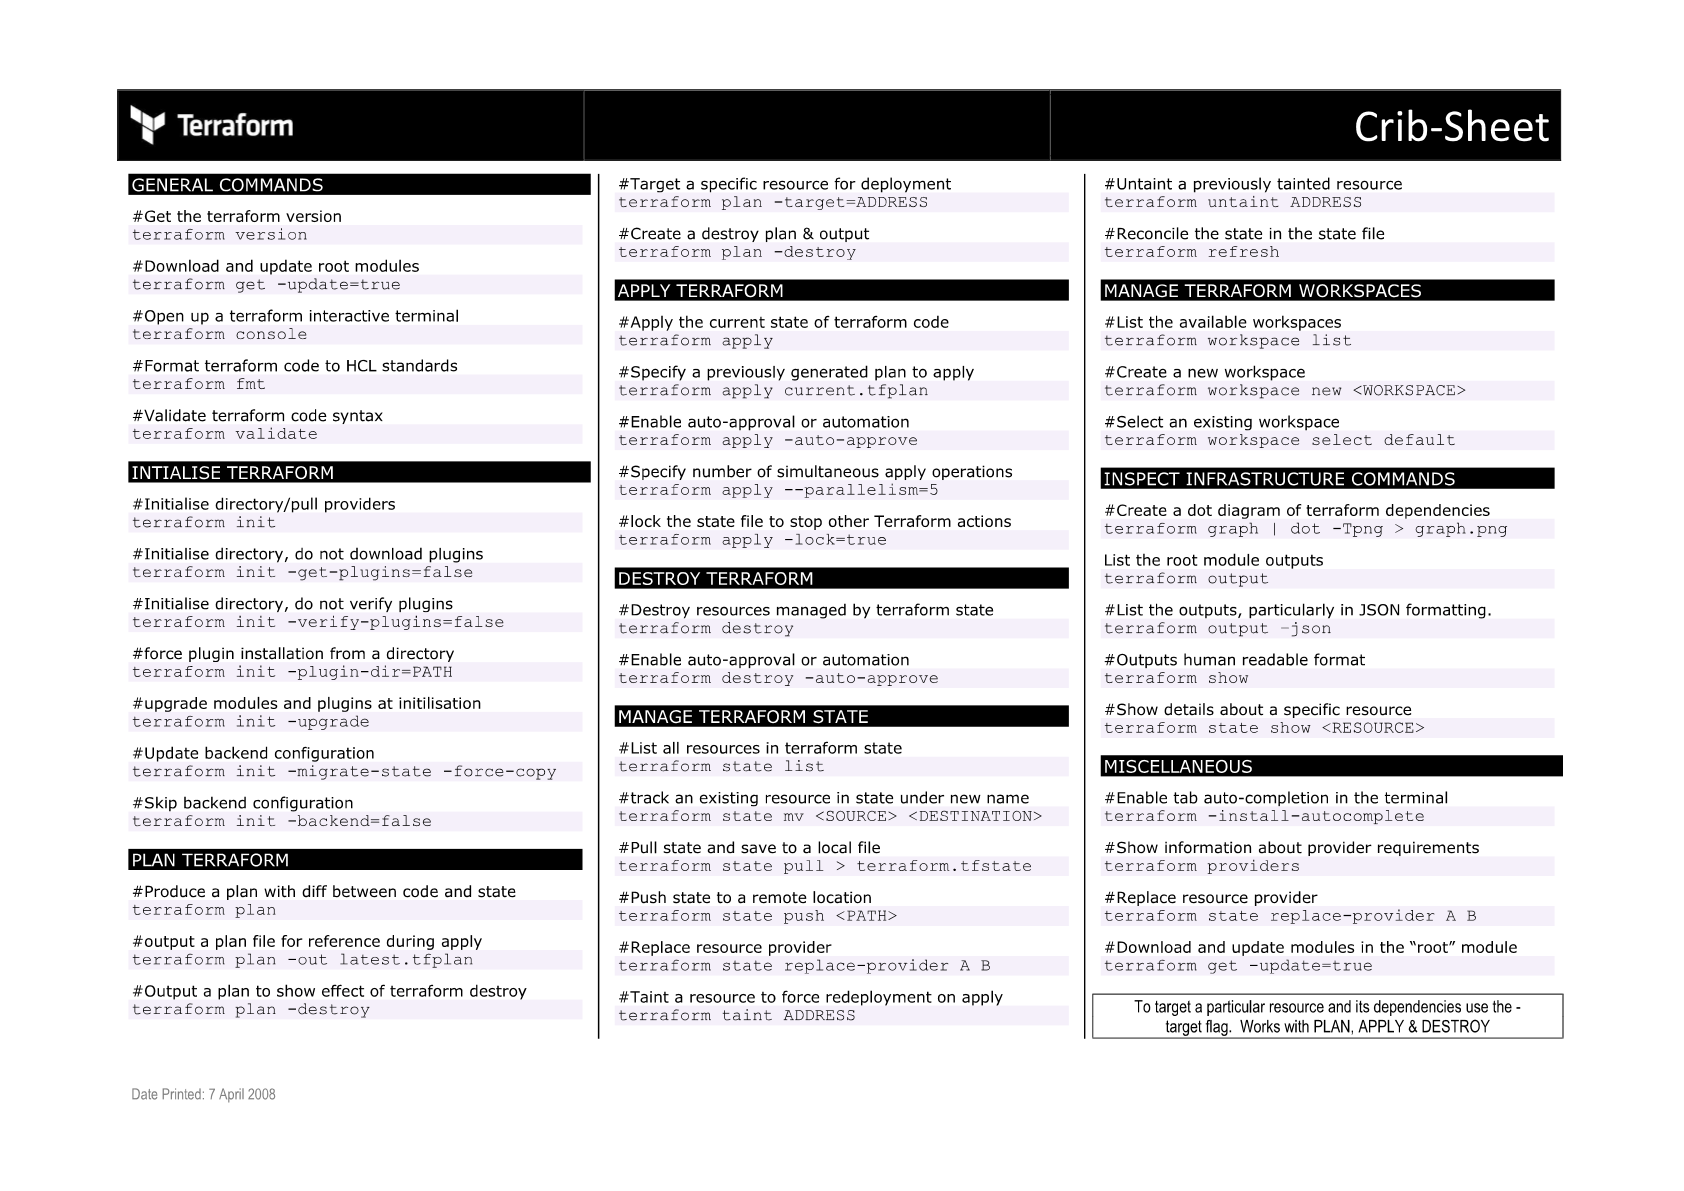 Terraform
Crib-Sheet
GENERAL COMMANDS
#Get the terraform version
terraform version
#Download and update root modules
terraform get -update=true
#Open up a terraform interactive terminal
terraform console
#Format terraform code to HCL standards
terraform fmt
#Validate terraform code syntax
terraform validate
INTIALISE TERRAFORM
#Initialise directory/pull providers
terraform init
#Initialise directory, do not download plugins
terraform init -get-plugins=false
#Initialise directory, do not verify plugins
terraform init -verify-plugins=false
#force plugin installation from a directory
terraform init -plugin-dir=PATH
#upgrade modules and plugins at initilisation
terraform init -upgrade
#Update backend configuration
terraform init -migrate-state -force-copy
#Skip backend configuration
terraform init -backend=false
PLAN TERRAFORM
#Produce a plan with diff between code and state
terraform plan
#output a plan file for reference during apply
terraform plan -out latest.tfplan
#Output a plan to show effect of terraform destroy
terraform plan -destroy
#Target a specific resource for deployment
terraform plan -target=ADDRESS
#Create a destroy plan & output
terraform plan -destroy
APPLY TERRAFORM
#Apply the current state of terraform code
terraform apply
#Specify a previously generated plan to apply
terraform apply current.tfplan
#Enable auto-approval or automation
terraform apply -auto-approve
#Specify number of simultaneous apply operations
terraform apply --parallelism=5
#lock the state file to stop other Terraform actions
terraform apply -lock=true
DESTROY TERRAFORM
#Destroy resources managed by terraform state
terraform destroy
#Enable auto-approval or automation
terraform destroy -auto-approve
MANAGE TERRAFORM STATE
#List all resources in terraform state
terraform state list
#track an existing resource in state under new name
terraform state mv <SOURCE> <DESTINATION>
#Pull state and save to a local file
terraform state pull > terraform.tfstate
#Push state to a remote location
terraform state push <PATH>
#Replace resource provider
terraform state replace-provider A B
#Taint a resource to force redeployment on apply
terraform taint ADDRESS
#Untaint a previously tainted resource
terraform untaint ADDRESS
#Reconcile the state in the state file
terraform refresh
MANAGE TERRAFORM WORKSPACES
#List the available workspaces
terraform workspace list
#Create a new workspace
terraform workspace new <WORKSPACE>
#Select an existing workspace
terraform workspace select default
INSPECT INFRASTRUCTURE COMMANDS
#Create a dot diagram of terraform dependencies
terraform graph | dot -Tpng > graph.png
List the root module outputs
terraform output
#List the outputs, particularly in JSON formatting.
terraform output –json
#Outputs human readable format
terraform show
#Show details about a specific resource
terraform state show <RESOURCE>
MISCELLANEOUS
#Enable tab auto-completion in the terminal
terraform -install-autocomplete
#Show information about provider requirements
terraform providers
#Replace resource provider
terraform state replace-provider A B
#Download and update modules in the “root” module
terraform get -update=true
To target a particular resource and its dependencies use the -
target flag. Works with PLAN, APPLY & DESTROY
Date Printed: 7 April 2008